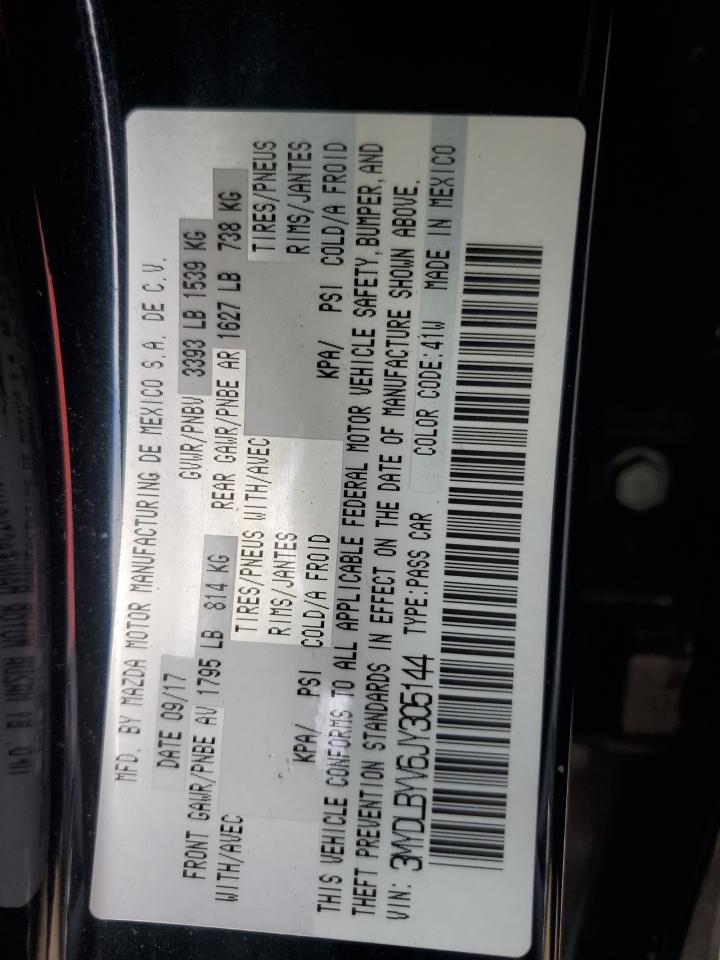 MFD. BY MAZDA MOTOR MANUFACTURING DE MEXICO S.A. DE C.V.
DATE 09/17 GVWR/PNBV 3393 LB 1539 KG
FRONT GAWR/PNBE AV 1795 LB 814 KG REAR GAWR/PNBE AR 1627 LB 738 KG
WITH/AVEC TIRES/PNEUS WITH/AVEC TIRES/PNEUS
RIMS/JANTES RIMS/JANTES
KPA/ PSI COLD/A FROID KPA/ PSI COLD/A FROID
THIS VEHICLE CONFORMS TO ALL APPLICABLE FEDERAL MOTOR VEHICLE SAFETY, BUMPER, AND
THEFT PREVENTION STANDARDS IN EFFECT ON THE DATE OF MANUFACTURE SHOWN ABOVE.
VIN: 3MYDLBYV6JY305144 TYPE:PASS CAR COLOR CODE:41W MADE IN MEXICO